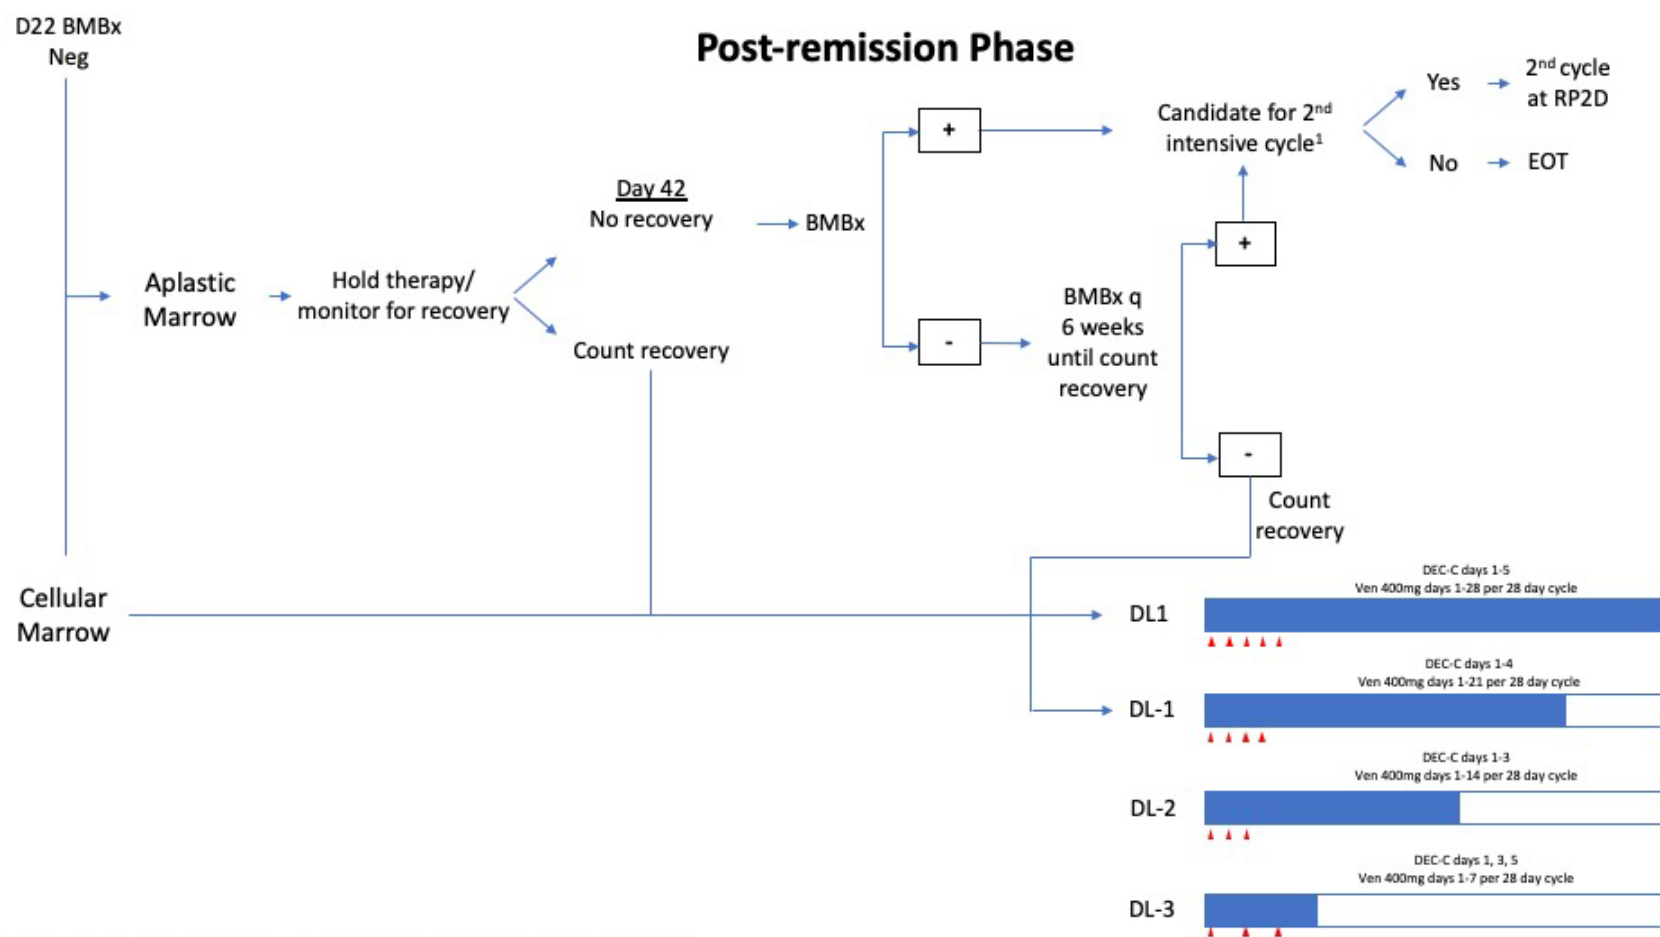 D22 BMBx
Neg
Post-remission Phase
Aplastic
Marrow
Hold therapy/
monitor for recovery
Day 42
No recovery
Count recovery
BMBx
+
-
BMBx q
6 weeks
until count
recovery
Candidate for 2nd
intensive cycle1
Yes
2nd cycle
at RP2D
No
EOT
+
-
Count
recovery
Cellular
Marrow
DL1
DEC-C days 1-5
Ven 400mg days 1-28 per 28 day cycle
DL-1
DEC-C days 1-4
Ven 400mg days 1-21 per 28 day cycle
DL-2
DEC-C days 1-3
Ven 400mg days 1-14 per 28 day cycle
DL-3
DEC-C days 1, 3, 5
Ven 400mg days 1-7 per 28 day cycle